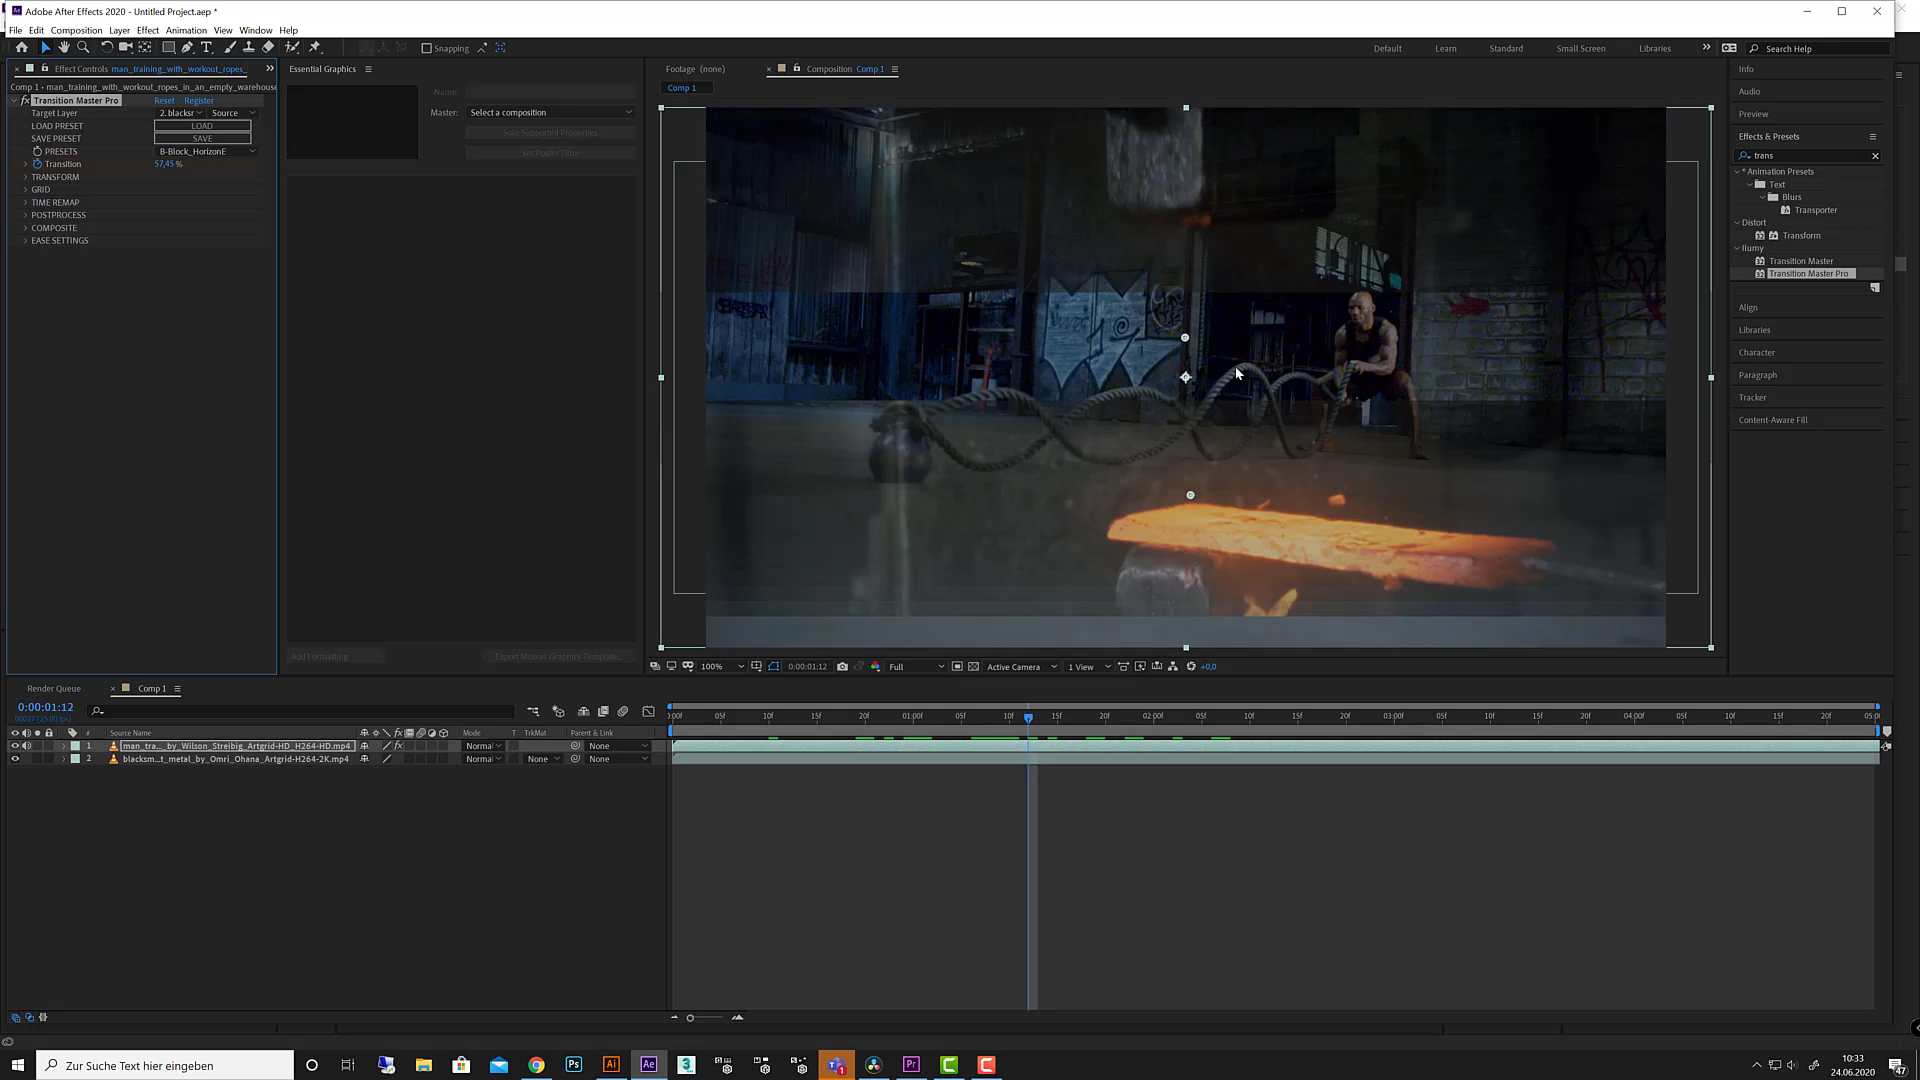 Adobe After Effects 2020 - Untitled Project.aep *
File Edit Composition Layer Effect Animation View Window Help
Snapping Default Learn Standard Small Screen Libraries Search Help
Effect Controls man_training_with_workout_ropes_
Comp 1 • man_training_with_workout_ropes_in_an_empty_warehouse
fx Transition Master Pro Reset Register
Target Layer 2. blacksr Source
LOAD PRESET LOAD
SAVE PRESET SAVE
PRESETS B-Block_HorizonE
Transition 57,45 %
TRANSFORM
GRID
TIME REMAP
POSTPROCESS
COMPOSITE
EASE SETTINGS
Essential Graphics
Name:
Master: Select a composition
Solo Supported Properties
Set Poster Time
Add Formatting Export Motion Graphics Template...
Footage (none) Composition Comp 1
Comp 1
100% 0:00:01:12 Full Active Camera 1 View +0,0
Info
Audio
Preview
Effects & Presets
trans
* Animation Presets
Text
Blurs
Transporter
Distort
Transform
Ilumy
Transition Master
Transition Master Pro
Align
Libraries
Character
Paragraph
Tracker
Content-Aware Fill
Render Queue Comp 1
0:00:01:12
00037 (25.00 fps)
# Source Name Mode T TrkMat Parent & Link
1 man_tra..._by_Wilson_Streibig_Artgrid-HD_H264-HD.mp4 Normal None
2 blacksm...t_metal_by_Omri_Ohana_Artgrid-H264-2K.mp4 Normal None None
):00f 05f 10f 15f 20f 01:00f 05f 10f 15f 20f 02:00f 05f 10f 15f 20f 03:00f 05f 10f 15f 20f 04:00f 05f 10f 15f 20f 05:0
Zur Suche Text hier eingeben
Ps Ai Ae 3 Pr
10:33
24.06.2020
47